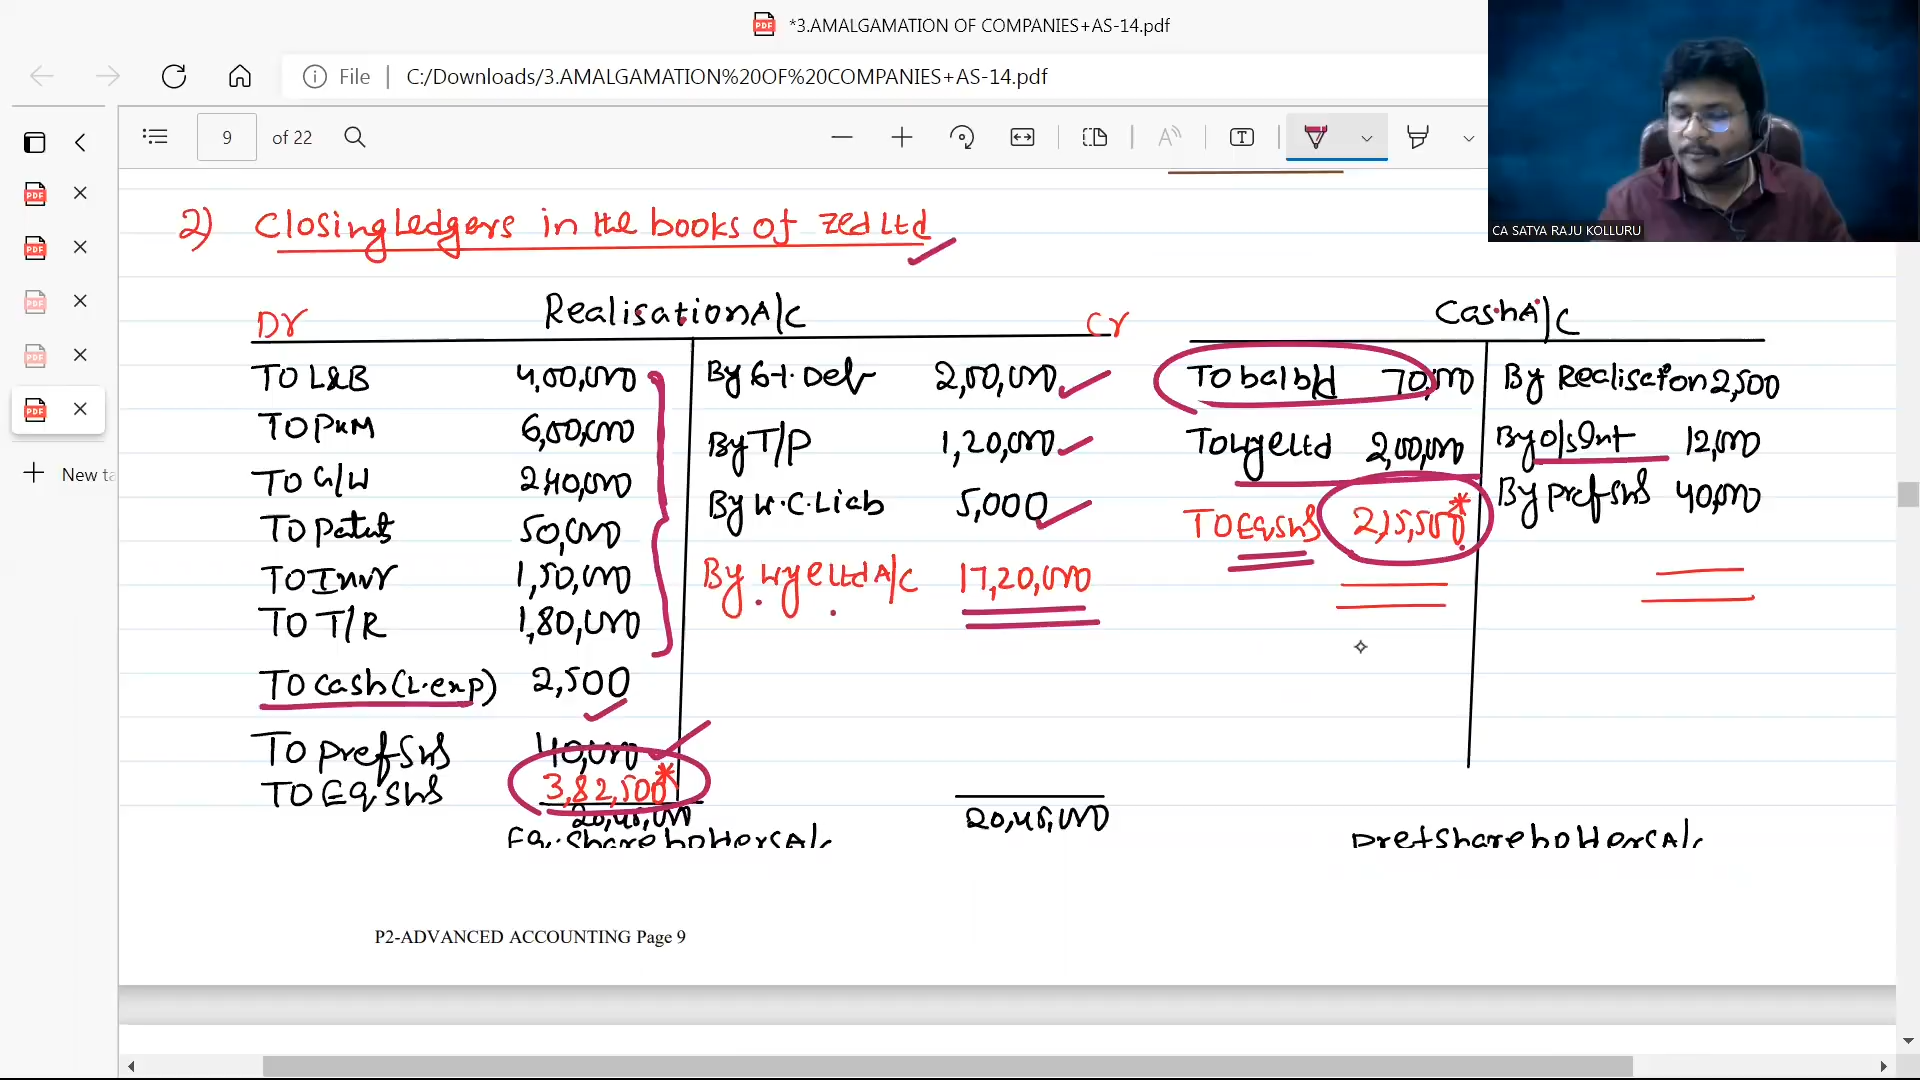 *3.AMALGAMATION OF COMPANIES+AS-14.pdf
File C:/Downloads/3.AMALGAMATION%20OF%20COMPANIES+AS-14.pdf
9 of 22
CA SATYA RAJU KOLLURU
2) Closing Ledgers in the books of Zed Ltd
Dr Realisation A/C Cr
TO L&B 4,00,000 By 6%. Deb 2,00,000
TO P&M 6,00,000 By T/P 1,20,000
TO G/W 2,40,000 By W.C.Liab 5,000
TO Patents 50,000 By Wye Ltd A/C 17,20,000
TO Invr 1,50,000
TO T/R 1,80,000
TO Cash (L.exp) 2,500
TO Pref Shs 40,000
TO Eq Shs 3,82,500*
20,45,000 20,45,000
Cash A/C
To bal b/d 70,000 By Realisation 2,500
To Wye Ltd 2,00,000 By O/s Int 12,000
TO Eq shs 2,15,500* By Pref shs 40,000
Eq. Shareholders A/C Pref Shareholders A/C
P2-ADVANCED ACCOUNTING Page 9
New ta